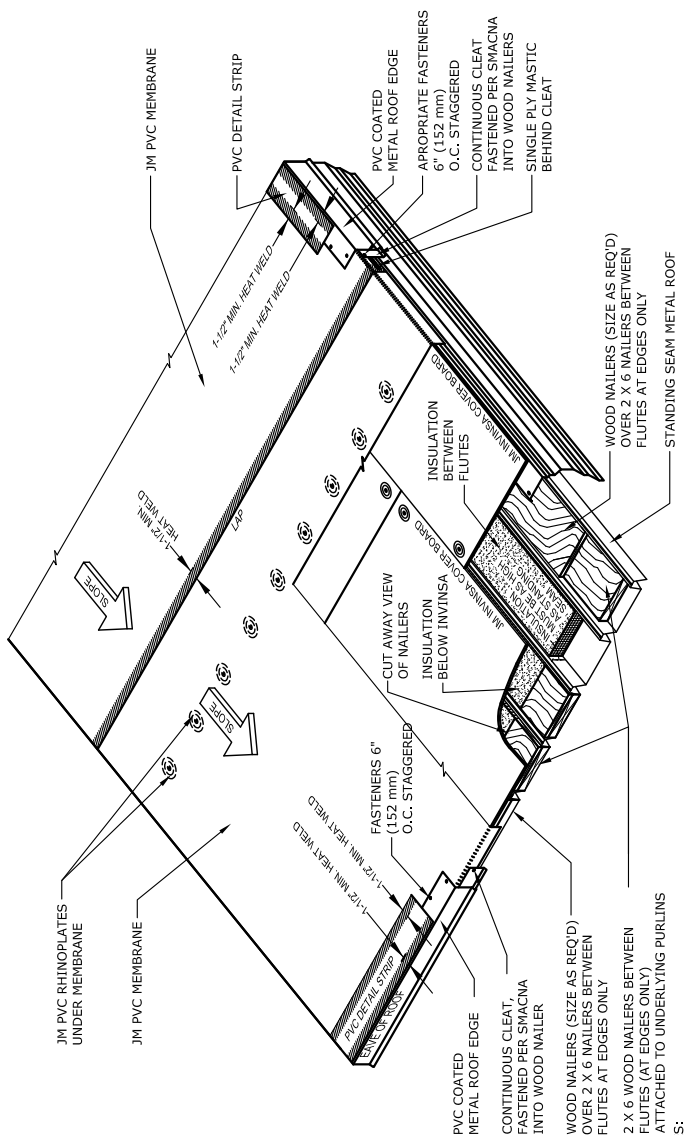 JM PVC RHINOPLATES
UNDER MEMBRANE
JM PVC MEMBRANE
SLOPE
SLOPE
1-1/2" MIN.
HEAT WELD
LAP
1-1/2" MIN. HEAT WELD
1-1/2" MIN. HEAT WELD
JM PVC MEMBRANE
PVC DETAIL STRIP
PVC COATED
METAL ROOF EDGE
APROPRIATE FASTENERS
6" (152 mm)
O.C. STAGGERED
CONTINUOUS CLEAT
FASTENED PER SMACNA
INTO WOOD NAILERS
SINGLE PLY MASTIC
BEHIND CLEAT
FASTENERS 6"
(152 mm)
O.C. STAGGERED
1-1/2" MIN. HEAT WELD
1-1/2" MIN. HEAT WELD
PVC DETAIL STRIP
EAVE OF ROOF
CUT AWAY VIEW
OF NAILERS
INSULATION
BELOW INVINSA
INSULATION
BETWEEN
FLUTES
JM INVINSA COVER BOARD
JM INVINSA COVER BOARD
INSULATION
MUST BE AS HIGH
AS STANDING
SEAM
PVC COATED
METAL ROOF EDGE
CONTINUOUS CLEAT,
FASTENED PER SMACNA
INTO WOOD NAILER
WOOD NAILERS (SIZE AS REQ'D)
OVER 2 X 6 NAILERS BETWEEN
FLUTES AT EDGES ONLY
2 X 6 WOOD NAILERS BETWEEN
FLUTES (AT EDGES ONLY)
ATTACHED TO UNDERLYING PURLINS
WOOD NAILERS (SIZE AS REQ'D)
OVER 2 X 6 NAILERS BETWEEN
FLUTES AT EDGES ONLY
STANDING SEAM METAL ROOF
S: